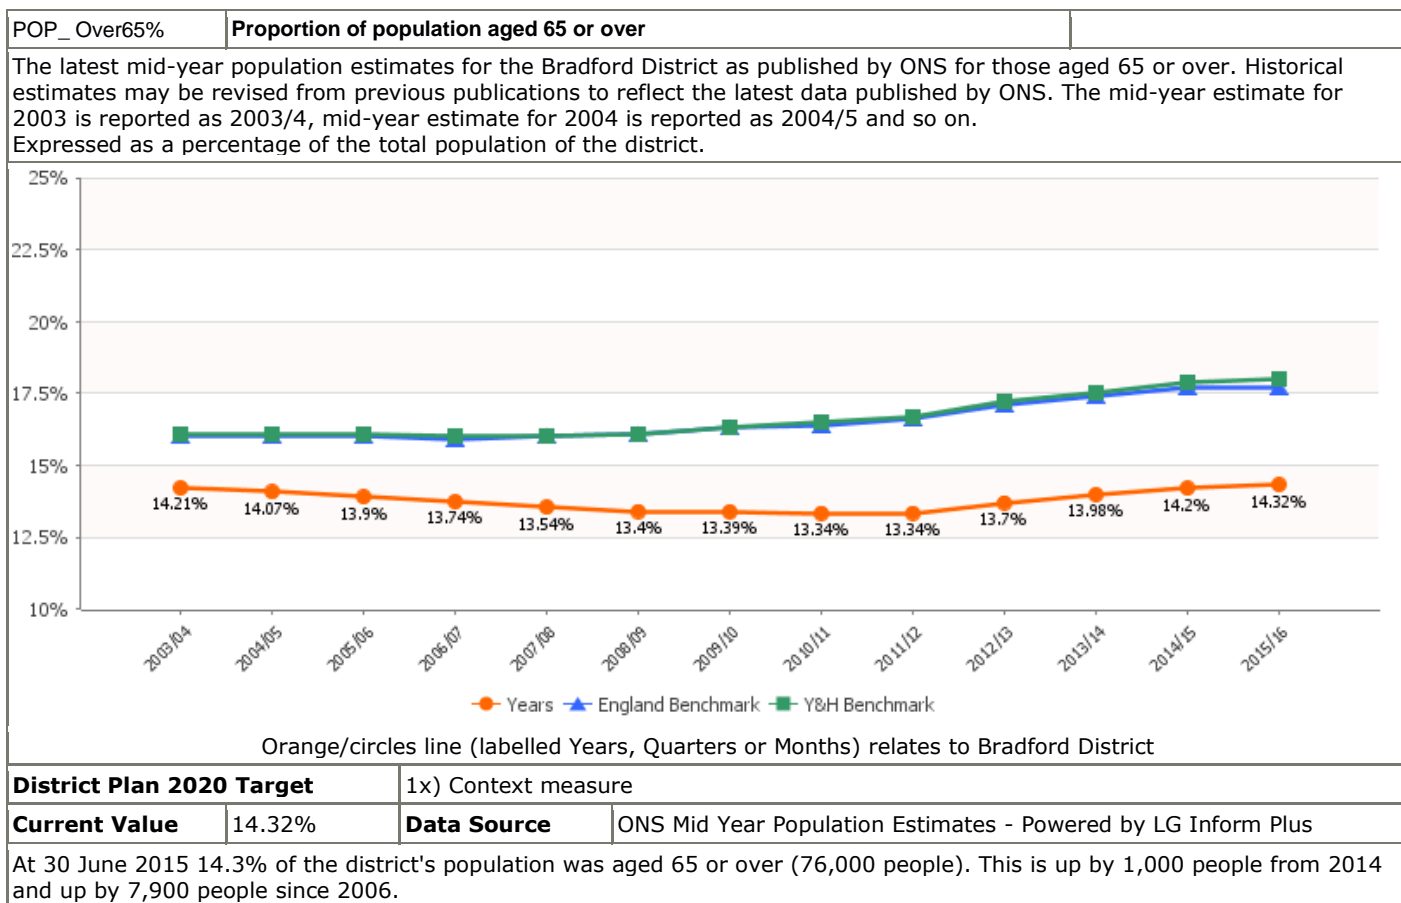 POP_ Over65% Proportion of population aged 65 or over
The latest mid-year population estimates for the Bradford District as published by ONS for those aged 65 or over. Historical
estimates may be revised from previous publications to reflect the latest data published by ONS. The mid-year estimate for
2003 is reported as 2003/4, mid-year estimate for 2004 is reported as 2004/5 and so on.
Expressed as a percentage of the total population of the district.
25%
22.5%
20%
17.5%
15%
12.5%
10%
14.21% 14.07% 13.9% 13.74% 13.54% 13.4% 13.39% 13.34% 13.34% 13.7% 13.98% 14.2% 14.32%
2003/04 2004/05 2005/06 2006/07 2007/08 2008/09 2009/10 2010/11 2011/12 2012/13 2013/14 2014/15 2015/16
Years England Benchmark Y&H Benchmark
Orange/circles line (labelled Years, Quarters or Months) relates to Bradford District
District Plan 2020 Target 1x) Context measure
Current Value 14.32% Data Source ONS Mid Year Population Estimates - Powered by LG Inform Plus
At 30 June 2015 14.3% of the district's population was aged 65 or over (76,000 people). This is up by 1,000 people from 2014
and up by 7,900 people since 2006.